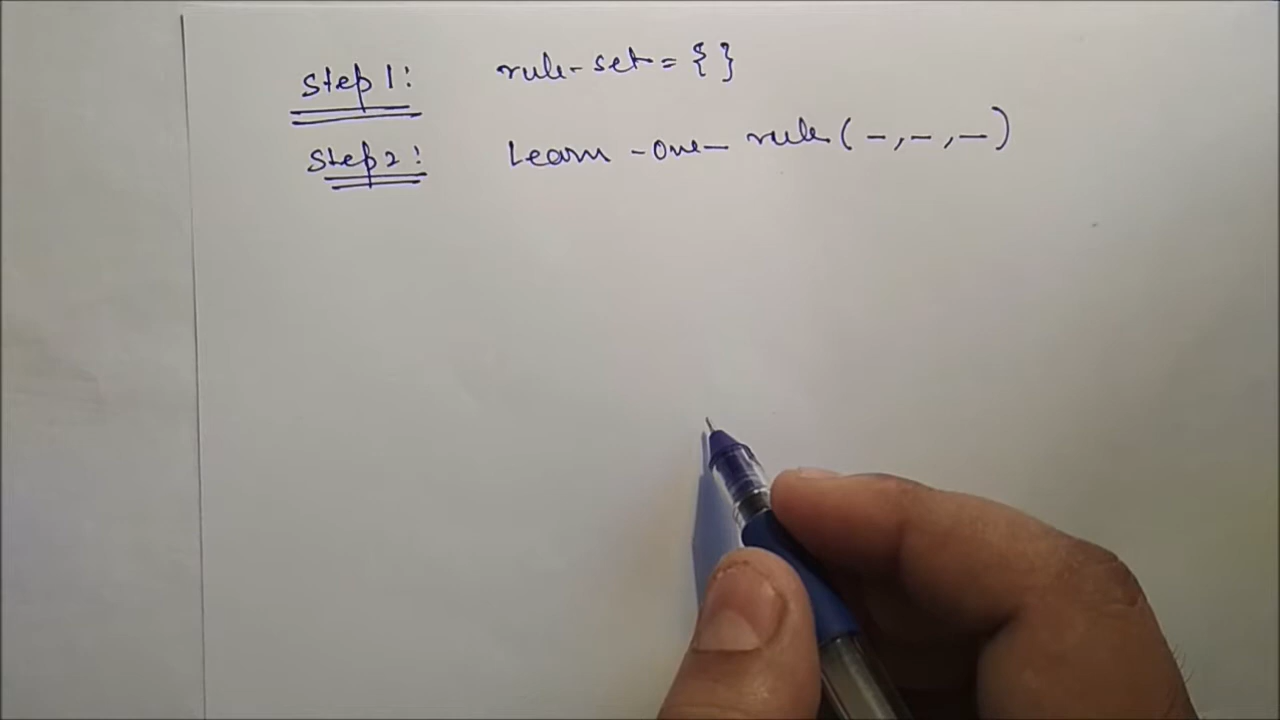 Step 1: rule-set = { }
Step 2: Learn-one-rule ( -, -, - )